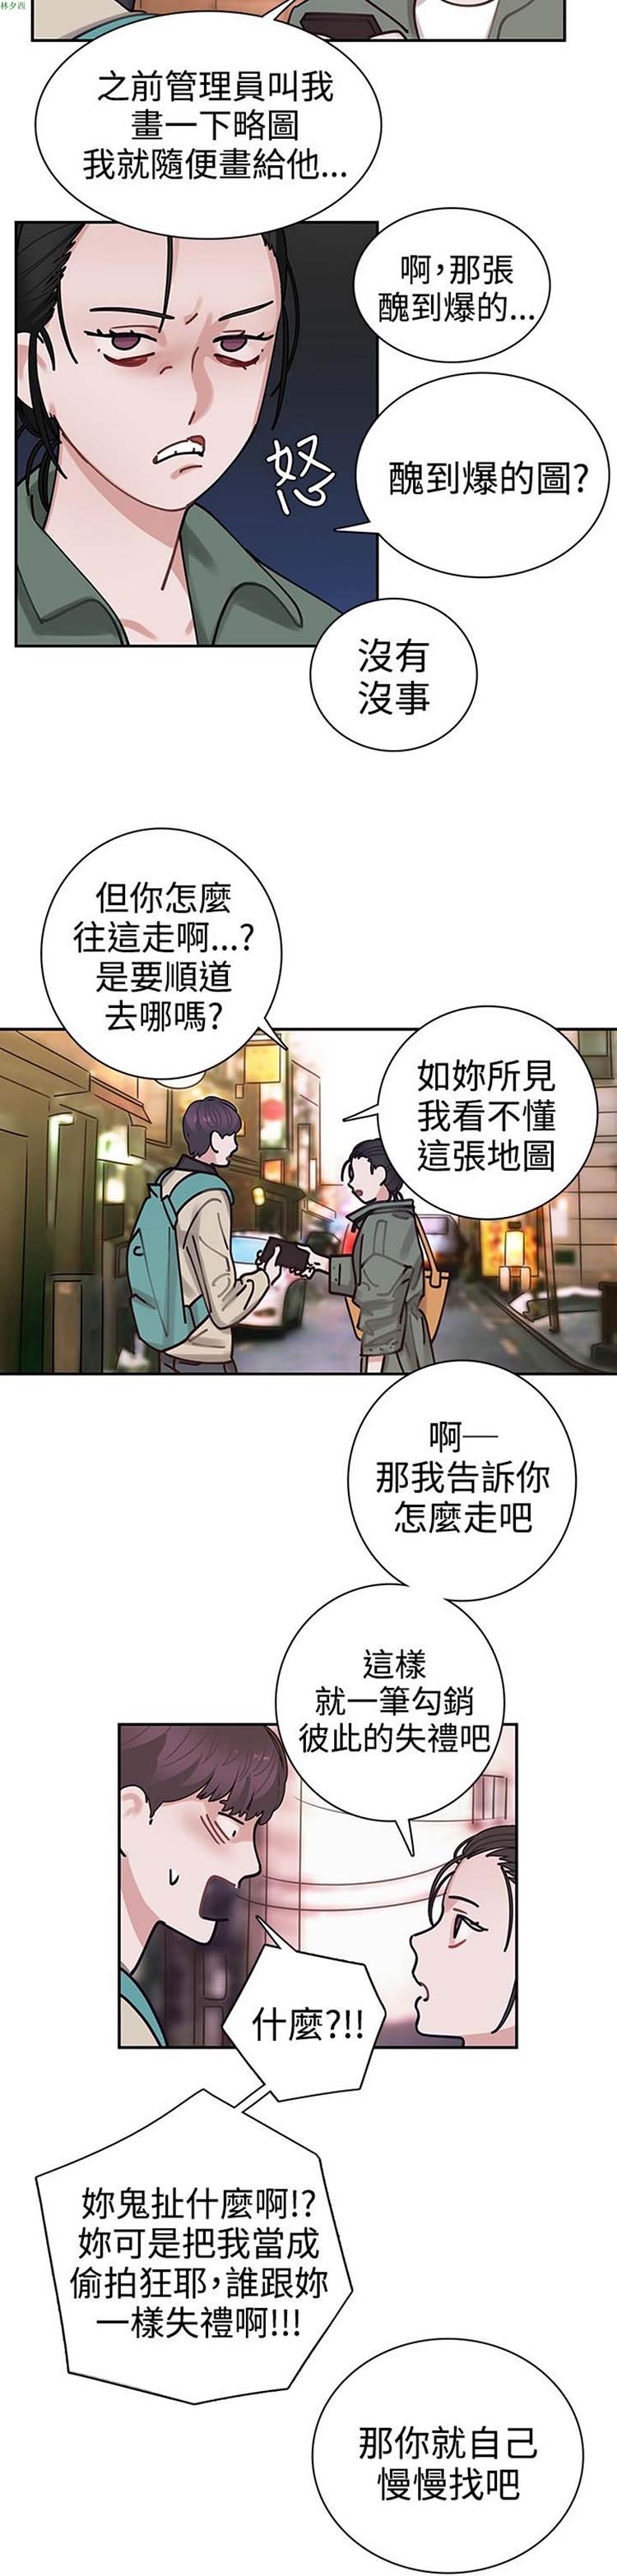 林夕西
之前管理員叫我
畫一下略圖
我就隨便畫給他...
啊,那張
醜到爆的...
怒
醜到爆的圖?
沒有
沒事
但你怎麼
往這走啊...?
是要順道
去哪嗎?
如妳所見
我看不懂
這張地圖
啊—
那我告訴你
怎麼走吧
這樣
就一筆勾銷
彼此的失禮吧
什麼?!!
妳鬼扯什麼啊!?
妳可是把我當成
偷拍狂耶,誰跟妳
一樣失禮啊!!!
那你就自己
慢慢找吧